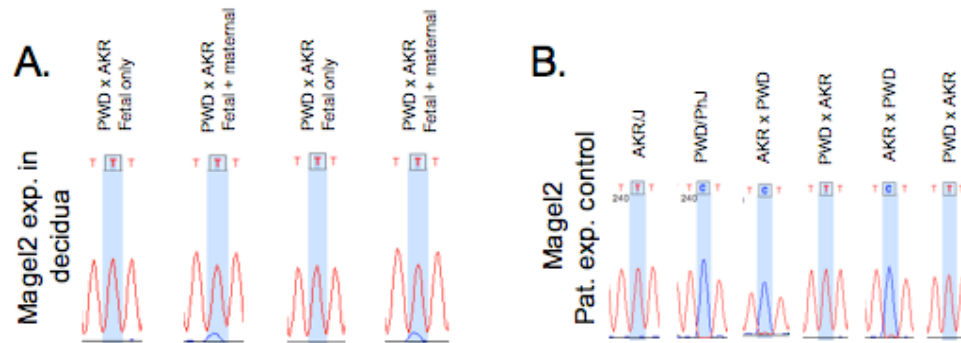 A.
PWD x AKR
Fetal only
PWD x AKR
Fetal + maternal
PWD x AKR
Fetal only
PWD x AKR
Fetal + maternal
Magel2 exp. in
decidua
T T T
T T T
T T T
T T T
B.
AKR/J
PWD/PhJ
AKR x PWD
PWD x AKR
AKR x PWD
PWD x AKR
Magel2
Pat. exp. control
T T T
240
T C T
240
T C T
T T T
T C T
T T T